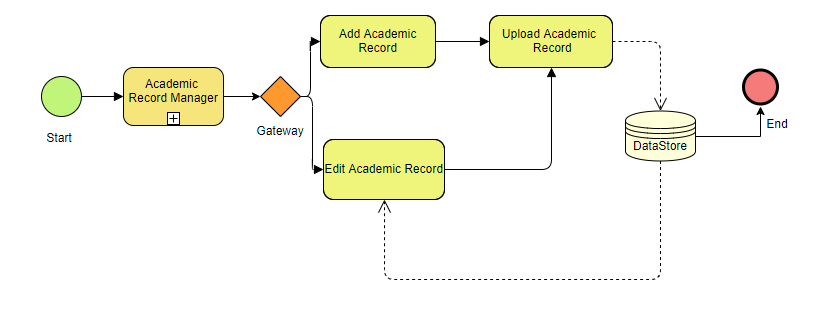 Add Academic
Record
Upload Academic
Record
Academic
Record Manager
Start
Gateway
Edit Academic Record
DataStore
End